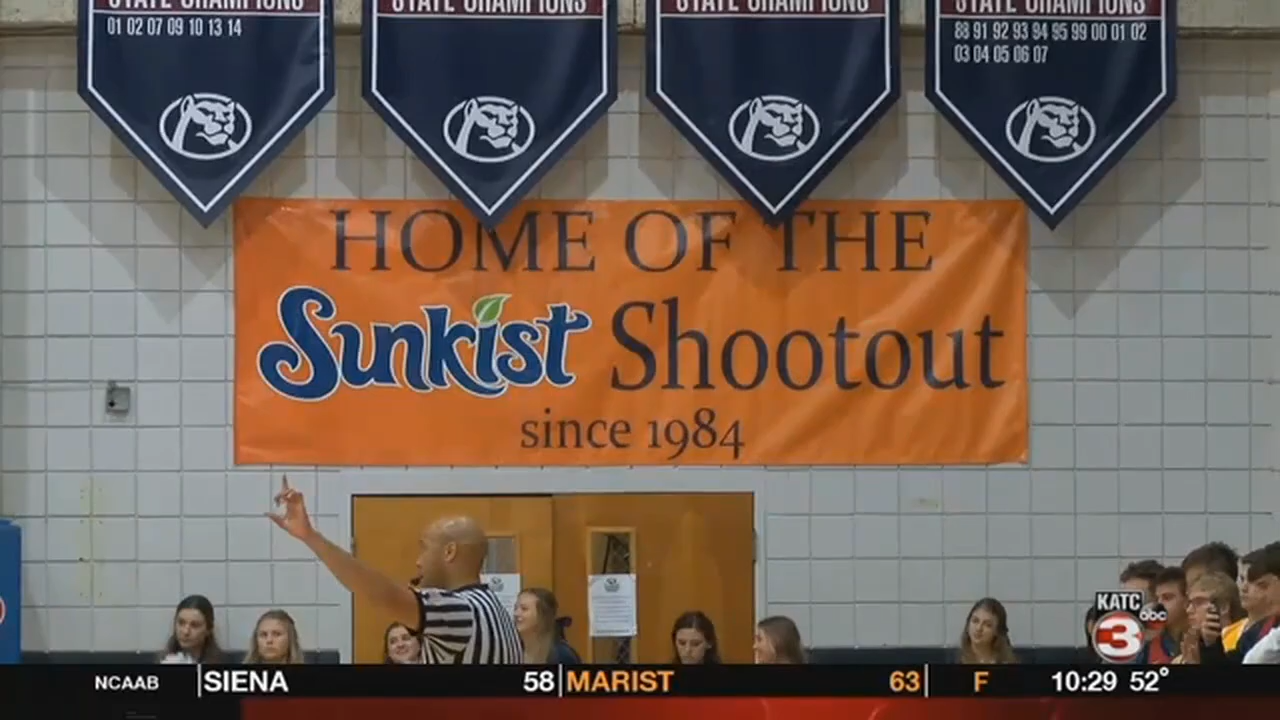 STATE CHAMPIONS
01 02 07 09 10 13 14
STATE CHAMPIONS
STATE CHAMPIONS
STATE CHAMPIONS
88 91 92 93 94 95 99 00 01 02
03 04 05 06 07
HOME OF THE
Sunkist Shootout
since 1984
KATC
3
abc
NCAAB SIENA 58 MARIST 63 F 10:29 52°